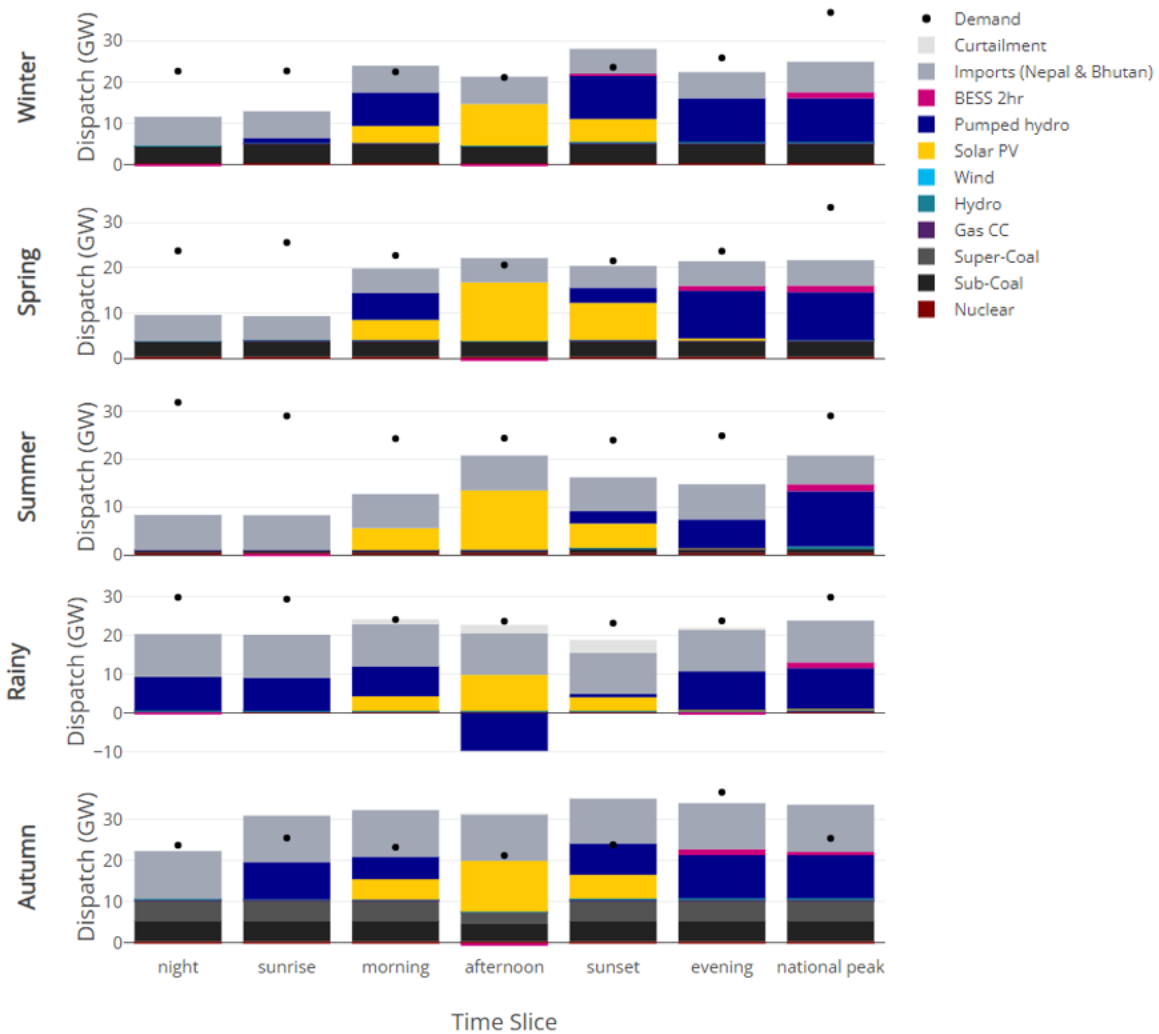 Winter
Dispatch (GW)
30
20
10
0
Spring
Dispatch (GW)
30
20
10
0
Summer
Dispatch (GW)
30
20
10
0
Rainy
Dispatch (GW)
30
20
10
0
−10
Autumn
Dispatch (GW)
30
20
10
0
night sunrise morning afternoon sunset evening national peak
Time Slice
Demand
Curtailment
Imports (Nepal & Bhutan)
BESS 2hr
Pumped hydro
Solar PV
Wind
Hydro
Gas CC
Super-Coal
Sub-Coal
Nuclear